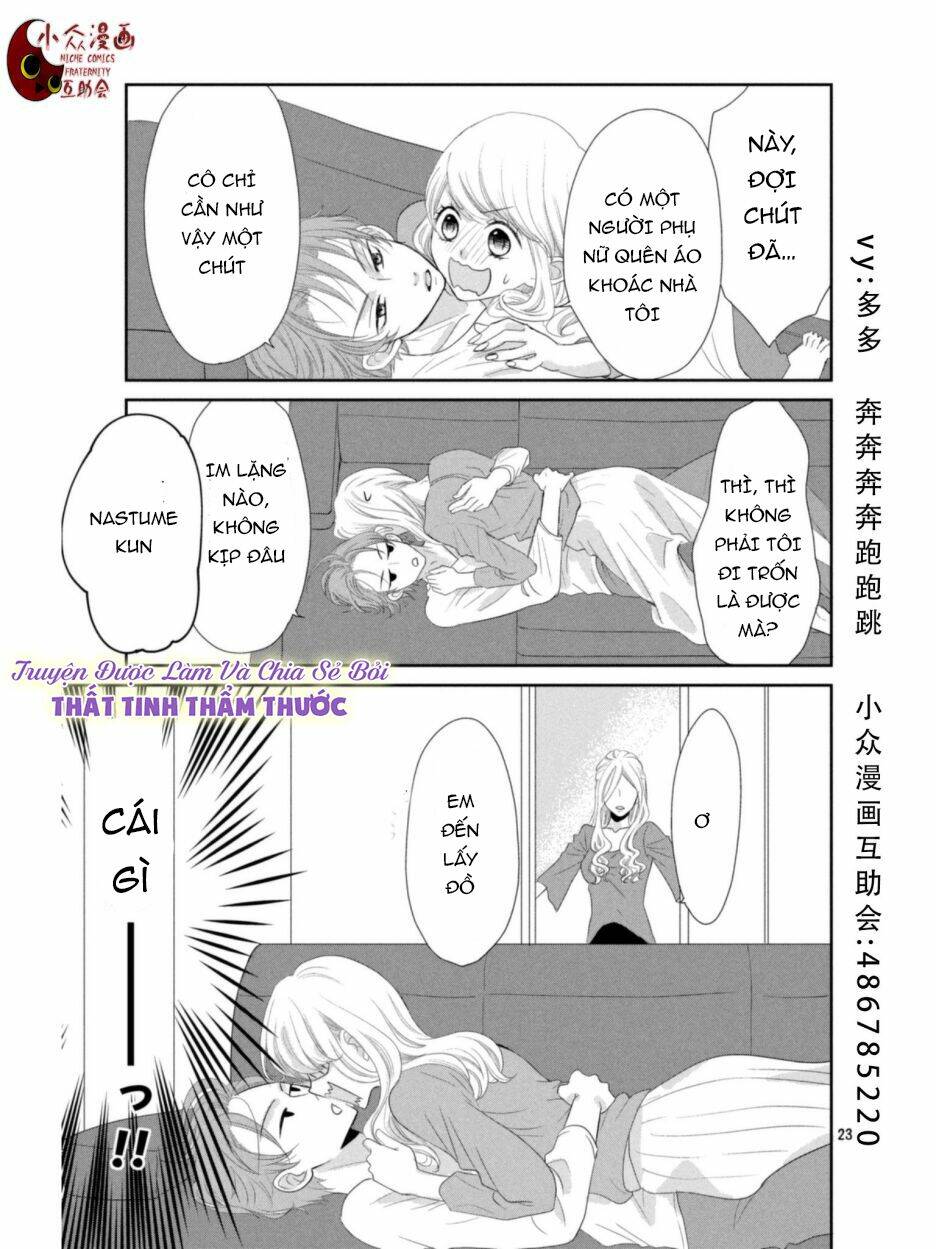 小众漫画
NICHE COMICS
FRATERNITY
互助会
NÀY,
ĐỢI
CHÚT
ĐÃ...
CÓ MỘT
NGƯỜI PHỤ
NỮ QUÊN ÁO
KHOÁC NHÀ
TÔI
CÔ CHỈ
CẦN NHƯ
VẬY MỘT
CHÚT
THÌ, THÌ
KHÔNG
PHẢI TÔI
ĐI TRỐN
LÀ ĐƯỢC
MÀ?
IM LẶNG
NÀO,
KHÔNG
KỊP ĐÂU
NASTUME
KUN
Truyện Được Làm Và Chia Sẻ Bởi
THẤT TINH THẨM THƯỚC
Ơ
EM
ĐẾN
LẤY
ĐỒ
CÁI
GÌ
ーっ!!
23
vy:多多 奔奔奔奔跑跑跳
小众漫画互助会:486785220